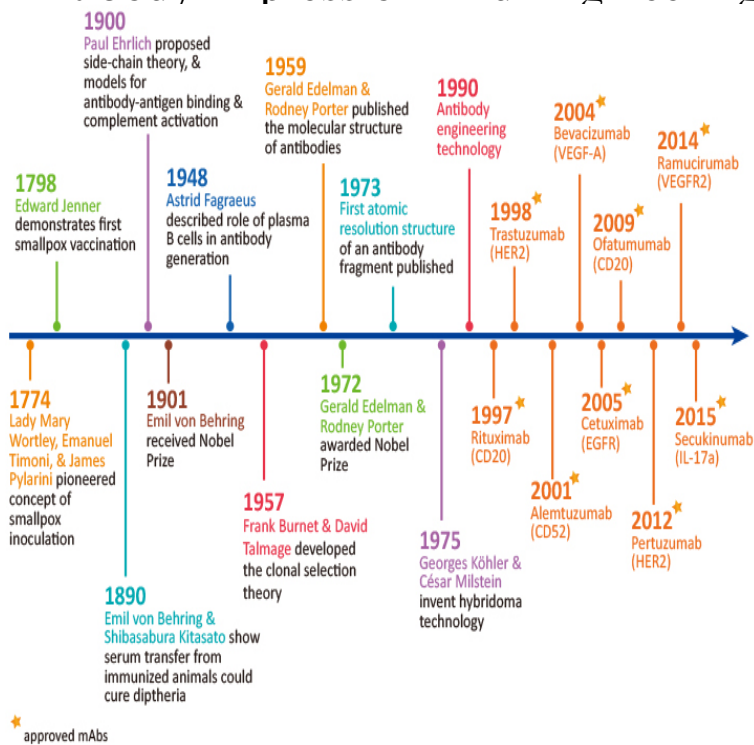 1900
Paul Ehrlich proposed
side-chain theory, &
models for
antibody-antigen binding &
complement activation
1959
Gerald Edelman &
Rodney Porter published
the molecular structure
of antibodies
1990
Antibody
engineering
technology
2004
Bevacizumab
(VEGF-A)
2014
Ramucirumab
(VEGFR2)
1798
Edward Jenner
demonstrates first
smallpox vaccination
1948
Astrid Fagraeus
described role of plasma
B cells in antibody
generation
1973
First atomic
resolution structure
of an antibody
fragment published
1998
Trastuzumab
(HER2)
2009
Ofatumumab
(CD20)
1774
Lady Mary
Wortley, Emanuel
Timoni, & James
Pylarini pioneered
concept of
smallpox
inoculation
1901
Emil von Behring
received Nobel
Prize
1972
Gerald Edelman &
Rodney Porter
awarded Nobel
Prize
1997
Rituximab
(CD20)
2005
Cetuximab
(EGFR)
2015
Secukinumab
(IL-17a)
1957
Frank Burnet & David
Talmage developed
the clonal selection
theory
2001
Alemtuzumab
(CD52)
2012
Pertuzumab
(HER2)
1975
Georges Köhler &
César Milstein
invent hybridoma
technology
1890
Emil von Behring &
Shibasabura Kitasato show
serum transfer from
immunized animals could
cure diptheria
approved mAbs